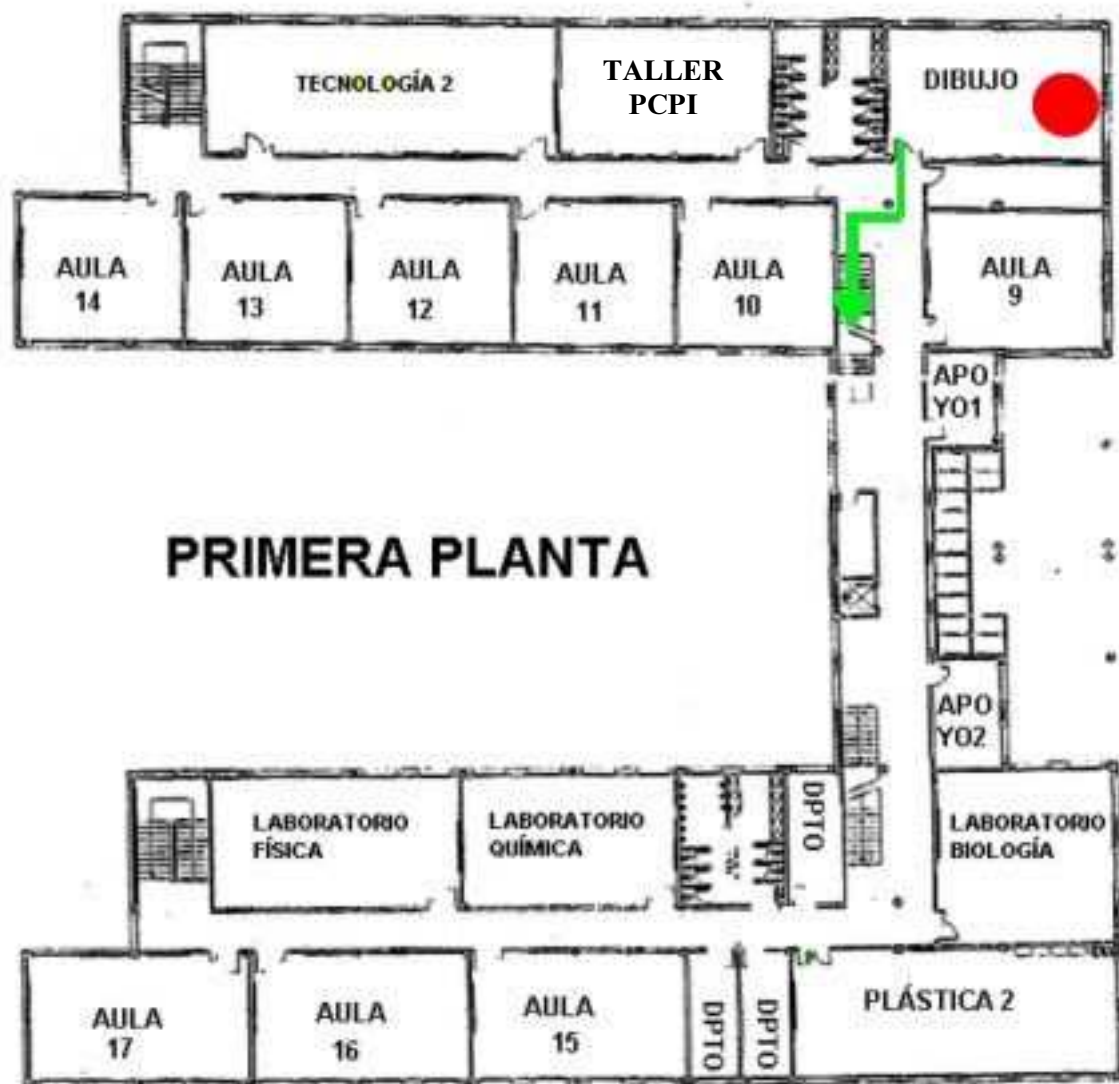 TECNOLOGÍA 2
TALLER
PCPI
DIBUJO
AULA
14
AULA
13
AULA
12
AULA
11
AULA
10
AULA
9
APO
YO1
PRIMERA PLANTA
APO
YO2
LABORATORIO
FÍSICA
LABORATORIO
QUÍMICA
DPTO
LABORATORIO
BIOLOGÍA
AULA
17
AULA
16
AULA
15
DPTO
DPTO
PLÁSTICA 2